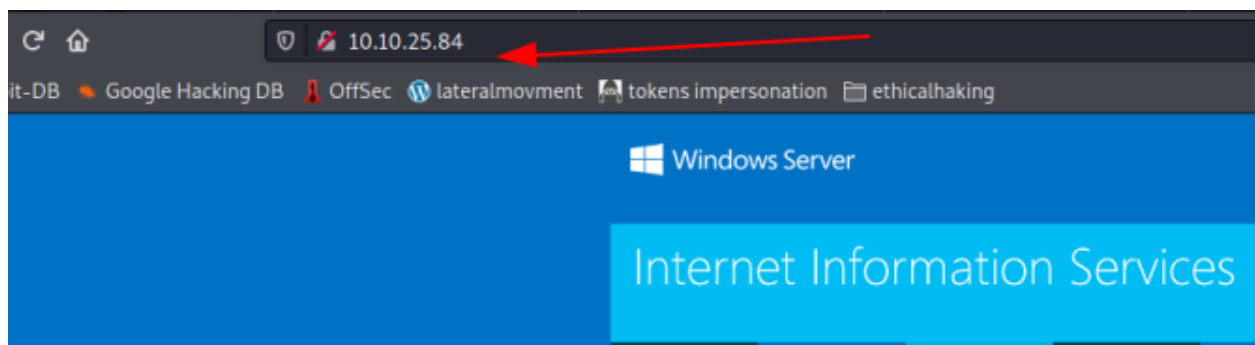 10.10.25.84
it-DB Google Hacking DB OffSec lateralmovment tokens impersonation ethicalhaking
Windows Server
Internet Information Services